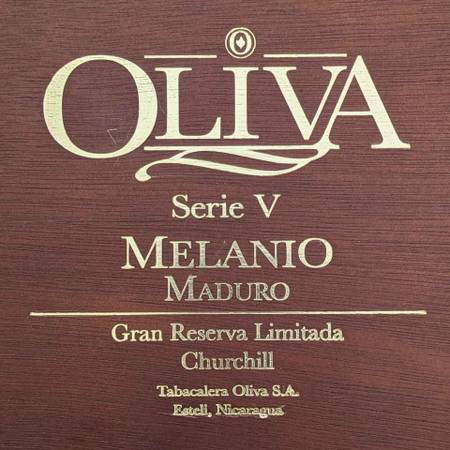 OLIVA
Serie V
MELANIO
MADURO
Gran Reserva Limitada
Churchill
Tabacalera Oliva S.A.
Esteli, Nicaragua